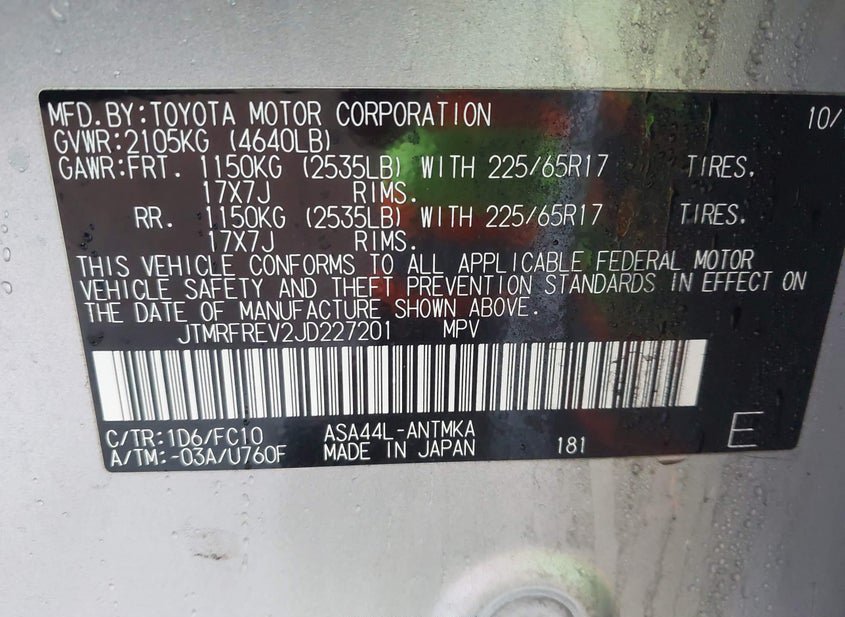 MFD. BY:TOYOTA MOTOR CORPORATION 10/
GVWR:2105KG (4640LB)
GAWR:FRT. 1150KG (2535LB) WITH 225/65R17 TIRES.
17X7J RIMS.
RR. 1150KG (2535LB) WITH 225/65R17 TIRES.
17X7J RIMS.
THIS VEHICLE CONFORMS TO ALL APPLICABLE FEDERAL MOTOR
VEHICLE SAFETY AND THEFT PREVENTION STANDARDS IN EFFECT ON
THE DATE OF MANUFACTURE SHOWN ABOVE.
JTMRFREV2JD227201 MPV
C/TR:1D6/FC10 ASA44L-ANTMKA
A/TM:-03A/U760F MADE IN JAPAN 181 E